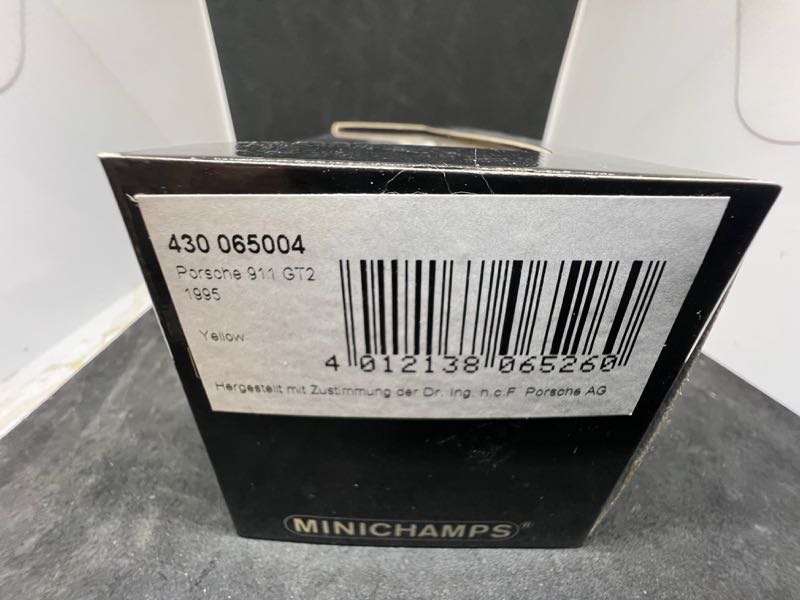 430 065004
Porsche 911 GT2
1995
Yellow
4 012138 065260
Hergestellt mit Zustimmung der Dr. Ing. h.c.F. Porsche AG
MINICHAMPS®